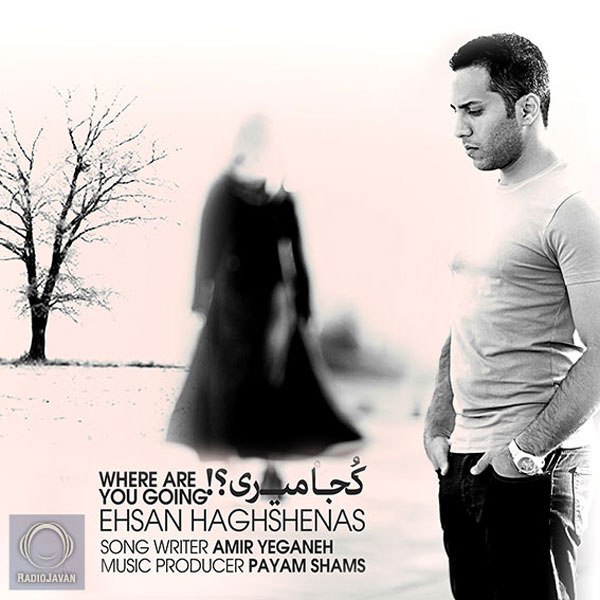 WHERE ARE
YOU GOING
کُجا میری؟!
EHSAN HAGHSHENAS
SONG WRITER AMIR YEGANEH
MUSIC PRODUCER PAYAM SHAMS
RADIOJAVAN